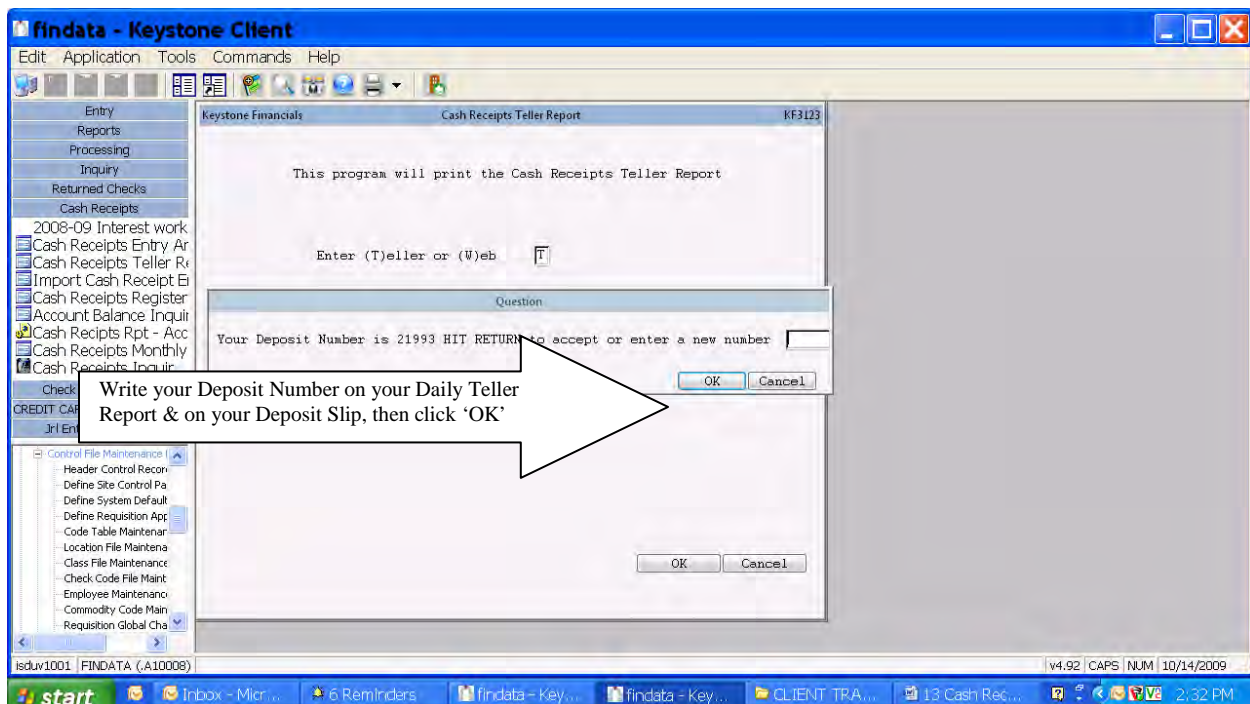 findata - Keystone Client
Edit Application Tools Commands Help
Entry
Reports
Processing
Inquiry
Returned Checks
Cash Receipts
2008-09 Interest work
Cash Receipts Entry Ar
Cash Receipts Teller Re
Import Cash Receipt E
Cash Receipts Register
Account Balance Inquir
Cash Recipts Rpt - Acc
Cash Receipts Monthly
Cash Receipts Inquir
Check
CREDIT CA
Jrl Ent
Control File Maintenance (
Header Control Recor
Define Site Control Pa
Define System Default
Define Requisition App
Code Table Maintenar
Location File Maintena
Class File Maintenance
Check Code File Maint
Employee Maintenanc
Commodity Code Main
Requisition Global Cha
Keystone Financials Cash Receipts Teller Report KF3123
This program will print the Cash Receipts Teller Report
Enter (T)eller or (W)eb T
Question
Your Deposit Number is 21993 HIT RETURN to accept or enter a new number
OK Cancel
Write your Deposit Number on your Daily Teller
Report & on your Deposit Slip, then click ‘OK’
OK Cancel
isduv1001 FINDATA (.A10008) v4.92 CAPS NUM 10/14/2009
start Inbox - Micr... 6 Reminders findata - Key... findata - Key... CLIENT TRA... 13 Cash Rec... 2:32 PM